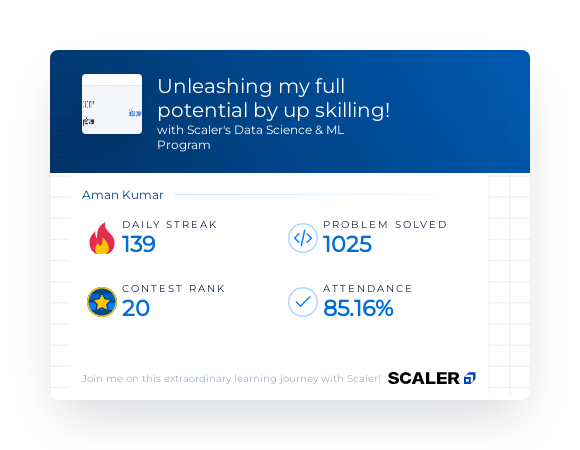 Unleashing my full
potential by up skilling!
with Scaler's Data Science & ML
Program
Aman Kumar
DAILY STREAK
139
PROBLEM SOLVED
1025
CONTEST RANK
20
ATTENDANCE
85.16%
Join me on this extraordinary learning journey with Scaler!
SCALER